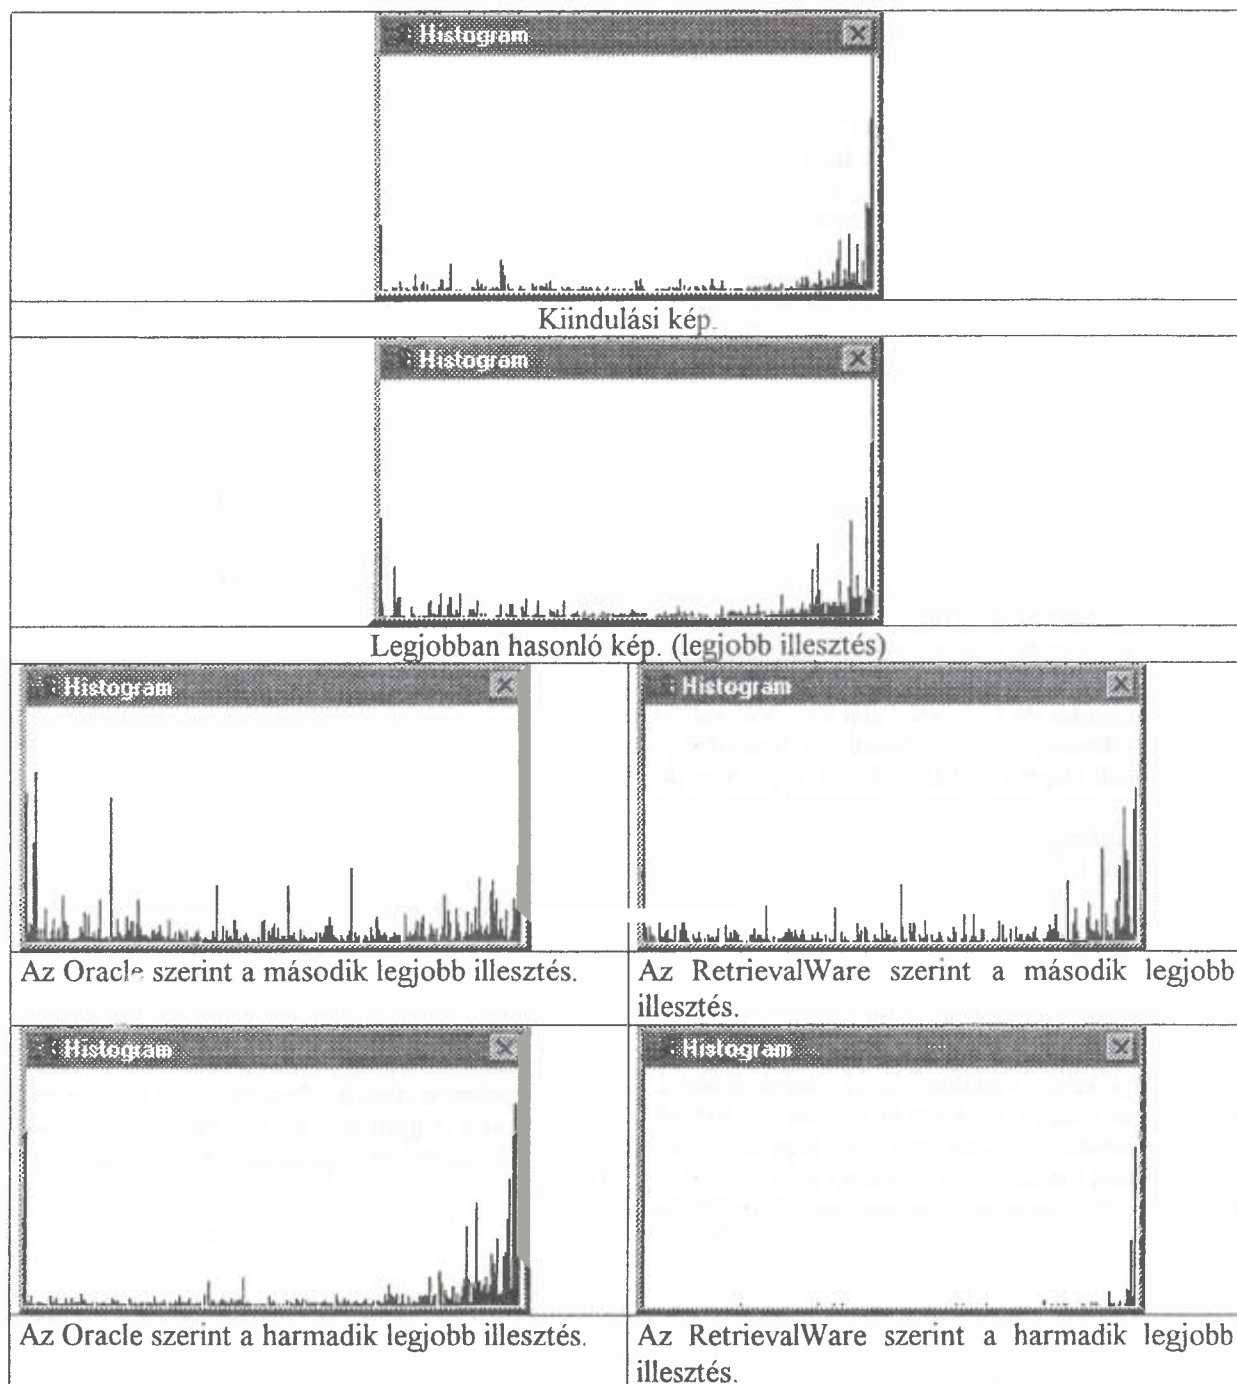 Histogram
Kiindulási kép.
Histogram
Legjobban hasonló kép. (legjobb illesztés)
Histogram
Histogram
Az Oracle szerint a második legjobb illesztés.
Az RetrievalWare szerint a második legjobb
illesztés.
Histogram
Histogram
Az Oracle szerint a harmadik legjobb illesztés.
Az RetrievalWare szerint a harmadik legjobb
illesztés.